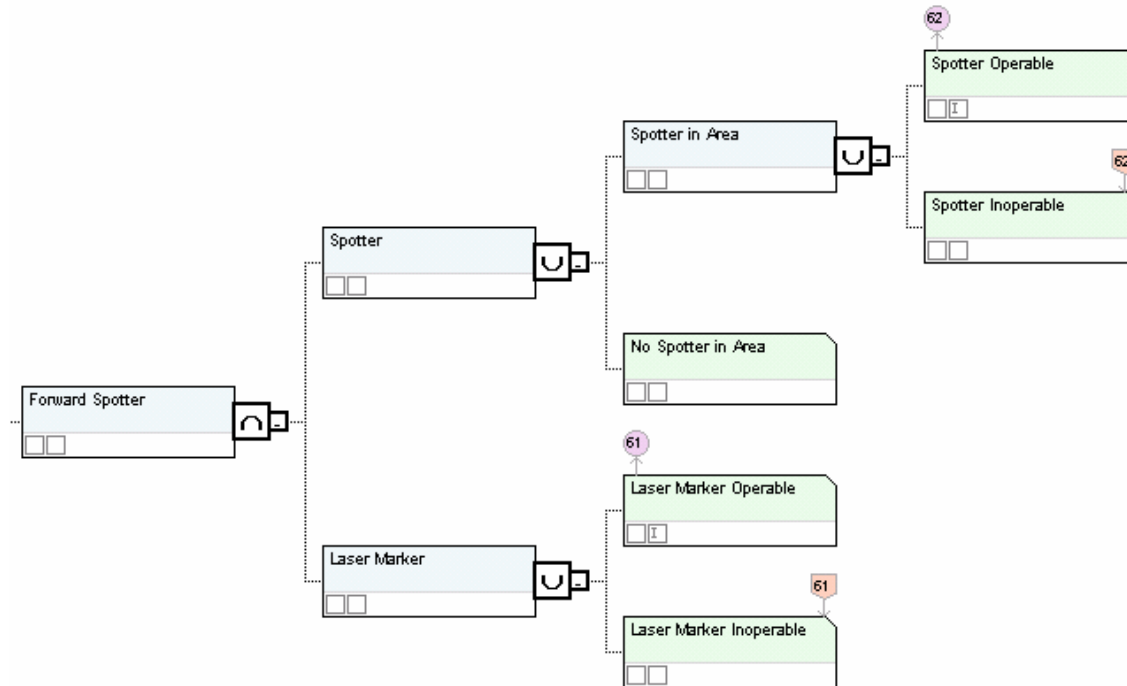 62
Spotter Operable
I
Spotter in Area
62
Spotter Inoperable
Spotter
No Spotter in Area
Forward Spotter
61
Laser Marker Operable
I
Laser Marker
61
Laser Marker Inoperable